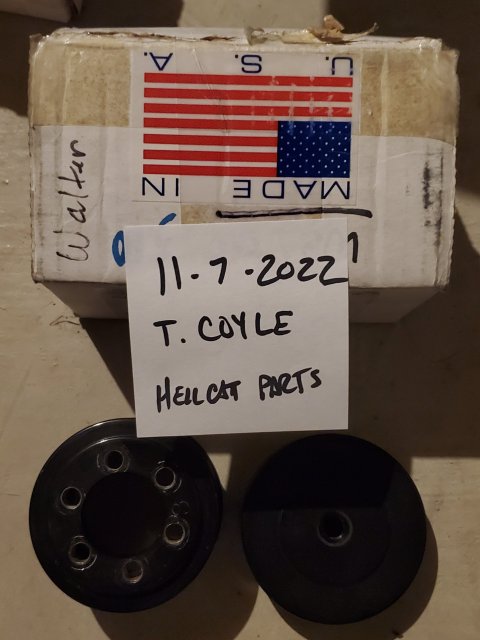 MADE IN
U.S.A.
Walter
11-7-2022
T. COYLE
HELLCAT PARTS